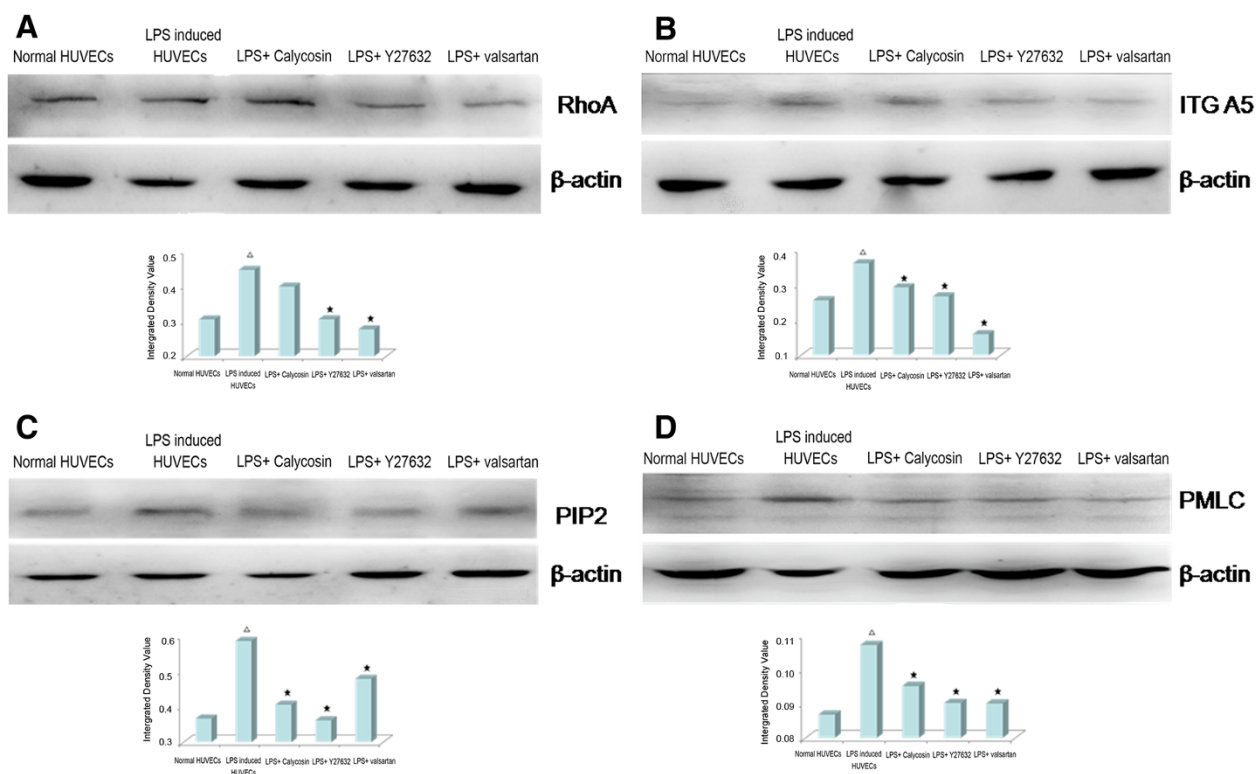 A
LPS induced
Normal HUVECs HUVECs LPS+ Calycosin LPS+ Y27632 LPS+ valsartan
RhoA
β-actin
Intergrated Density Value
0.5
△
0.4
0.3
★ ★
0.2
Normal HUVECs LPS induced LPS+ Calycosin LPS+ Y27632 LPS+ valsartan
HUVECs
B
LPS induced
Normal HUVECs HUVECs LPS+ Calycosin LPS+ Y27632 LPS+ valsartan
ITG A5
β-actin
Intergrated Density Value
0.4
△
0.3
★ ★
0.2
★
0.1
Normal HUVECs LPS induced LPS+ Calycosin LPS+ Y27632 LPS+ valsartan
HUVECs
C
LPS induced
Normal HUVECs HUVECs LPS+ Calycosin LPS+ Y27632 LPS+ valsartan
PIP2
β-actin
Intergrated Density Value
0.6
△
0.5
★
0.4
★ ★
0.3
Normal HUVECs LPS induced LPS+ Calycosin LPS+ Y27632 LPS+ valsartan
HUVECs
D
LPS induced
Normal HUVECs HUVECs LPS+ Calycosin LPS+ Y27632 LPS+ valsartan
PMLC
β-actin
Intergrated Density Value
0.11
△
0.10
★
0.09
★ ★
0.08
Normal HUVECs LPS induced LPS+ Calycosin LPS+ Y27632 LPS+ valsartan
HUVECs